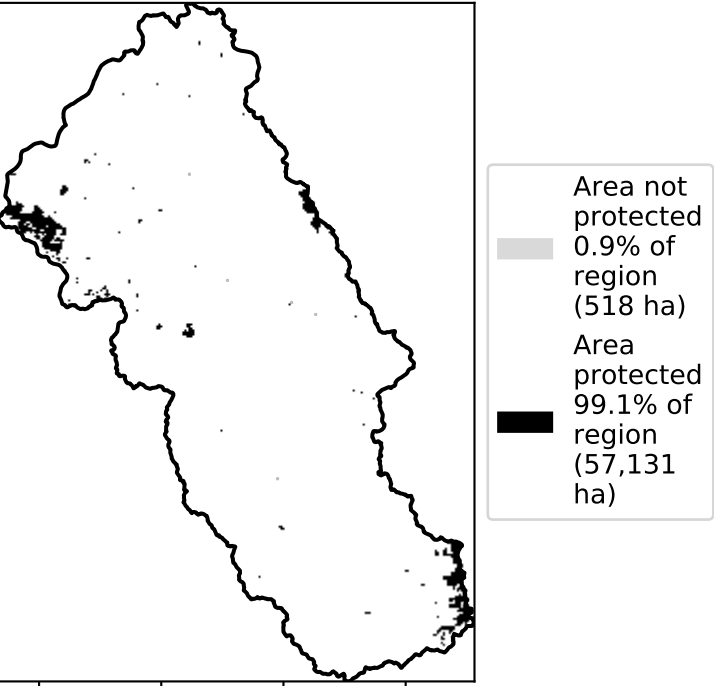 Area not
protected
0.9% of
region
(518 ha)
Area
protected
99.1% of
region
(57,131
ha)